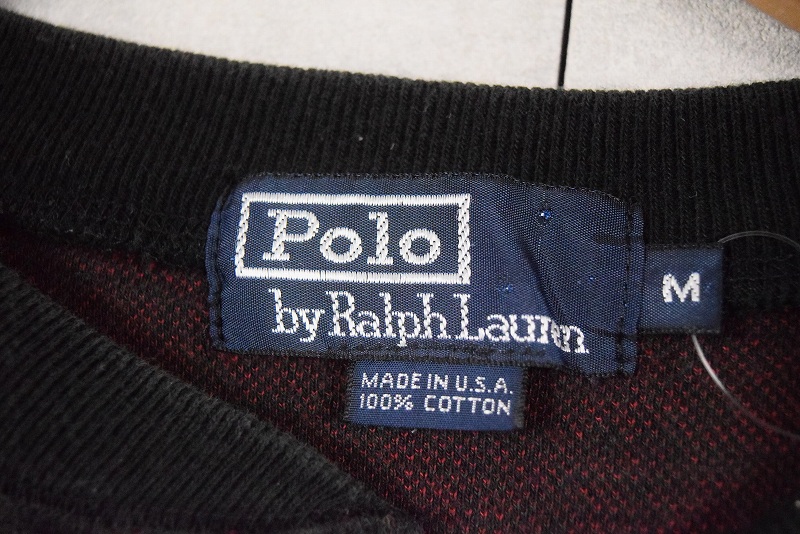 Polo
by Ralph Lauren
M
MADE IN U.S.A.
100% COTTON